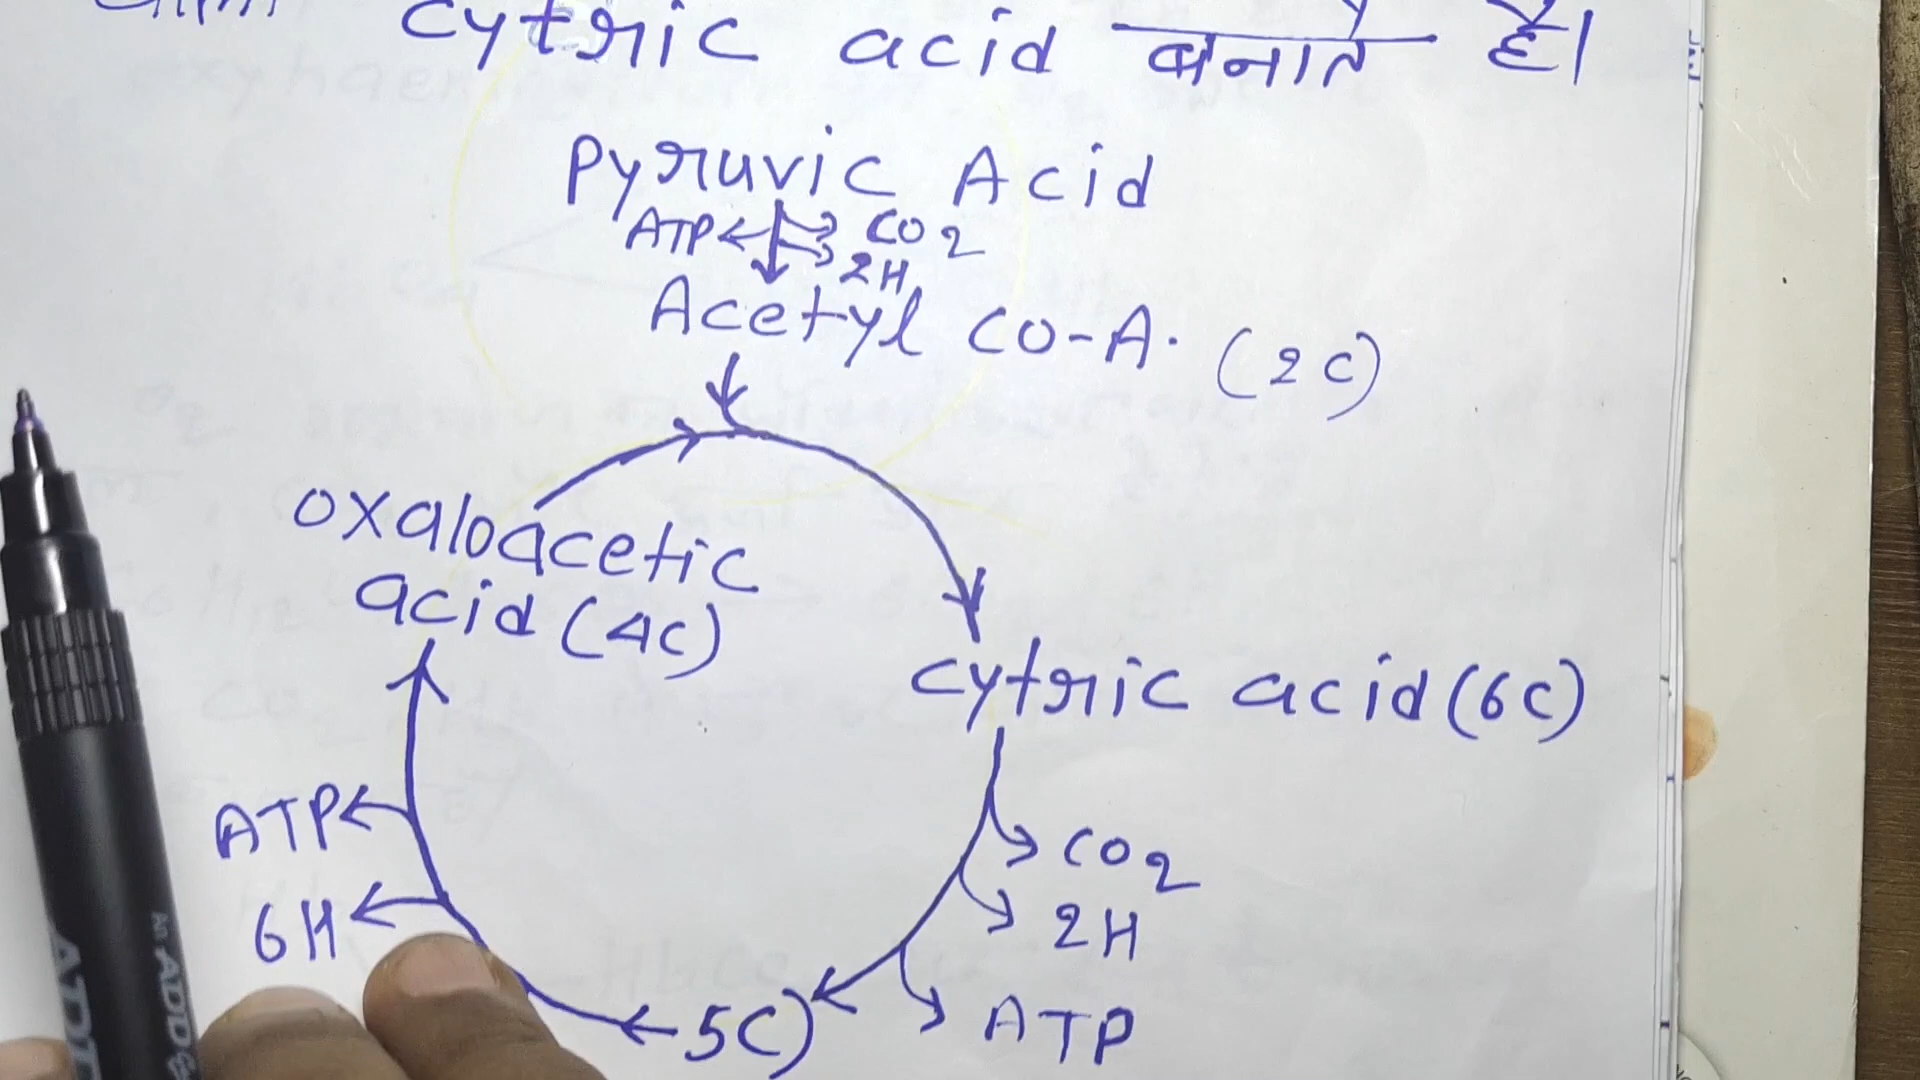 cytric acid बनाते हैं।
Pyruvic Acid
ATP CO2
2H
Acetyl CO-A. (2C)
oxaloacetic
acid (4C)
cytric acid (6C)
ATP
CO2
6H
2H
5C)
ATP